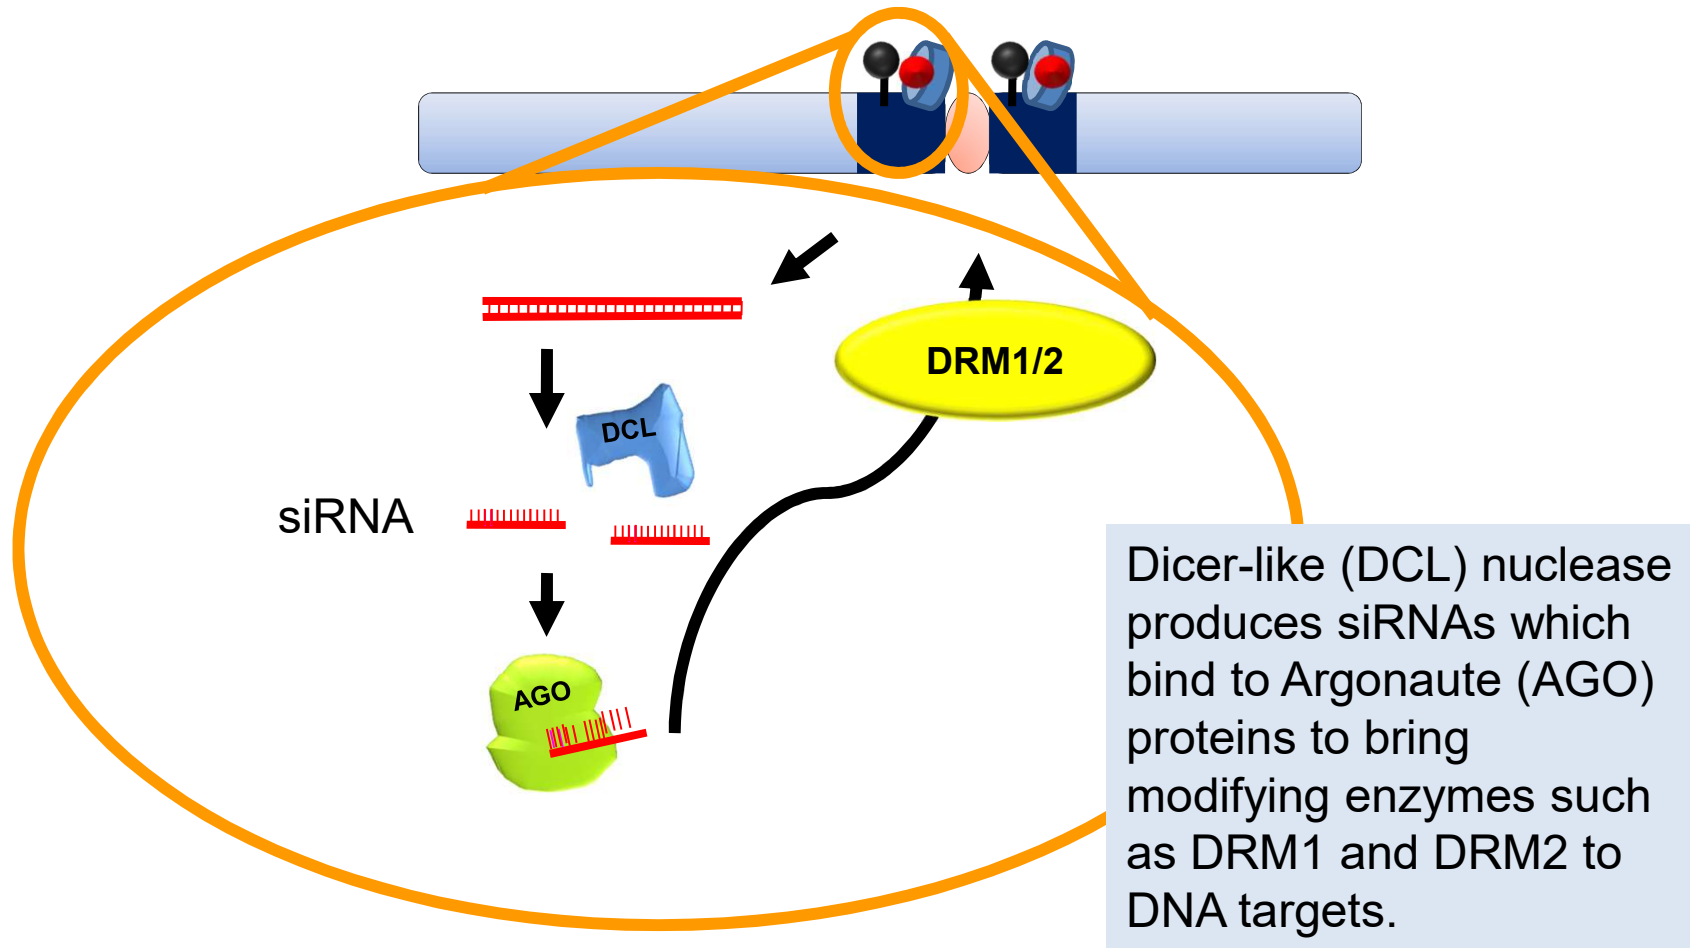 DRM1/2
DCL
siRNA
AGO
Dicer-like (DCL) nuclease
produces siRNAs which
bind to Argonaute (AGO)
proteins to bring
modifying enzymes such
as DRM1 and DRM2 to
DNA targets.